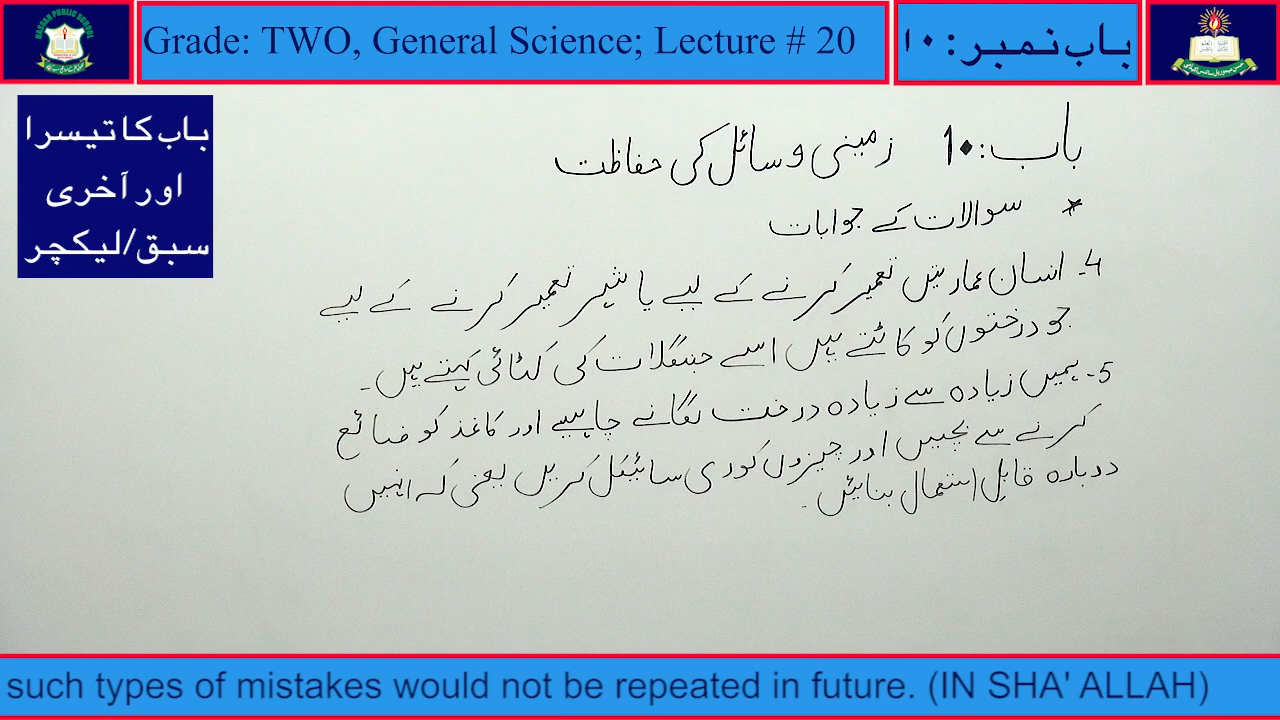 Grade: TWO, General Science; Lecture # 20
باب نمبر: ۱۰
باب کا تیسرا
اور آخری
سبق/لیکچر
باب: 10 زمینی وسائل کی حفاظت
* سوالات کے جوابات
4- انسان عمارتیں تعمیر کرنے کے لیے یا شہر تعمیر کرنے کے لیے
جو درختوں کو کاٹتے ہیں اسے جنگلات کی کٹائی کہتے ہیں۔
5- ہمیں زیادہ سے زیادہ درخت لگانے چاہییے اور کاغذ کو ضائع
کرنے سے بچیں اور چیزوں کو ری سائیکل کریں یعنی کہ انہیں
دوبارہ قابلِ استعمال بنائیں۔
such types of mistakes would not be repeated in future. (IN SHA' ALLAH)